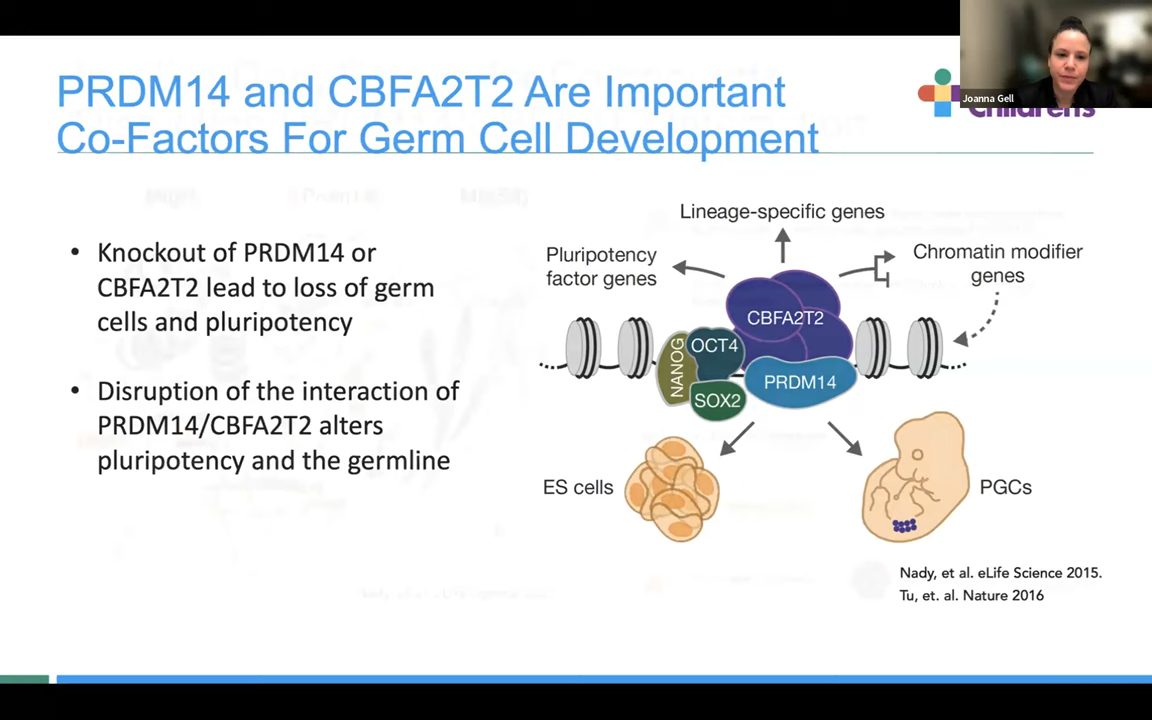 Joanna Gell
Children's
PRDM14 and CBFA2T2 Are Important
Co-Factors For Germ Cell Development
• Knockout of PRDM14 or
CBFA2T2 lead to loss of germ
cells and pluripotency
• Disruption of the interaction of
PRDM14/CBFA2T2 alters
pluripotency and the germline
Lineage-specific genes
Pluripotency
factor genes
Chromatin modifier
genes
CBFA2T2
OCT4
NANOG
PRDM14
SOX2
ES cells
PGCs
Nady, et al. eLife Science 2015.
Tu, et. al. Nature 2016